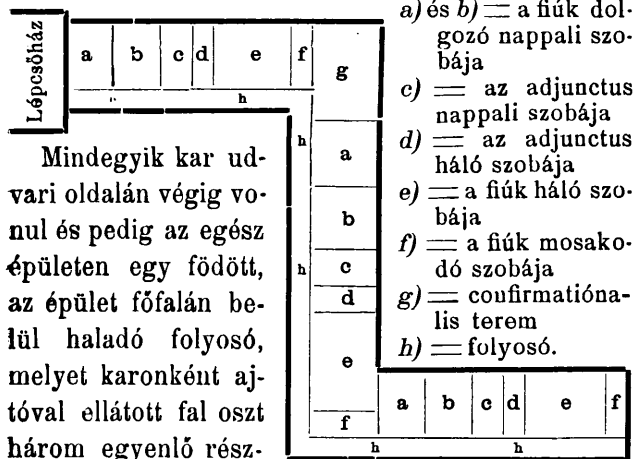 Lépcsőház
a b c d e f
g
h
h
a
b
h
c
d
e
f
a b c d e f
h h
a) és b) = a fiúk dol-
gozó nappali szo-
bája
c) = az adjunctus
nappali szobája
d) = az adjunctus
háló szobája
e) = a fiúk háló szo-
bája
f) = a fiúk mosako-
dó szobája
g) = confirmatióna-
lis terem
h) = folyosó.
Mindegyik kar ud-
vari oldalán végig vo-
nul és pedig az egész
épületen egy födött,
az épület főfalán be-
lül haladó folyosó,
melyet karonként aj-
tóval ellátott fal oszt
három egyenlő rész-